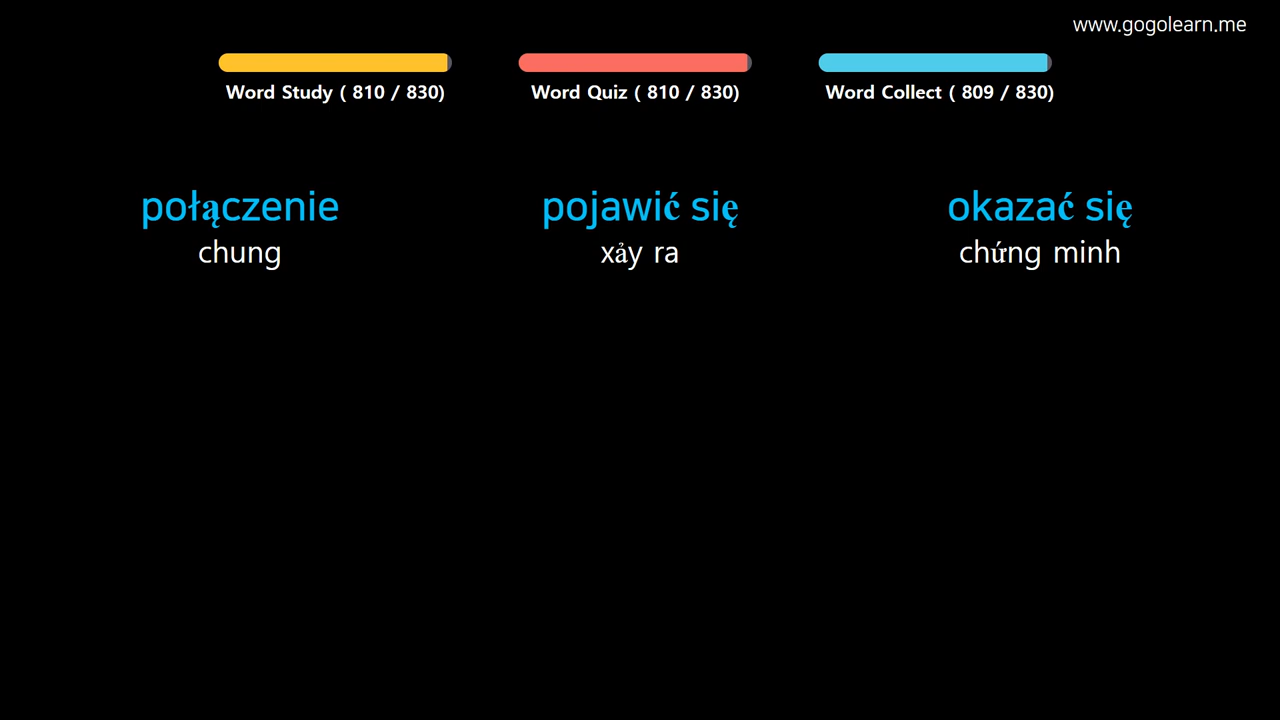 www.gogolearn.me
Word Study ( 810 / 830)
Word Quiz ( 810 / 830)
Word Collect ( 809 / 830)
połączenie
chung
pojawić się
xảy ra
okazać się
chứng minh